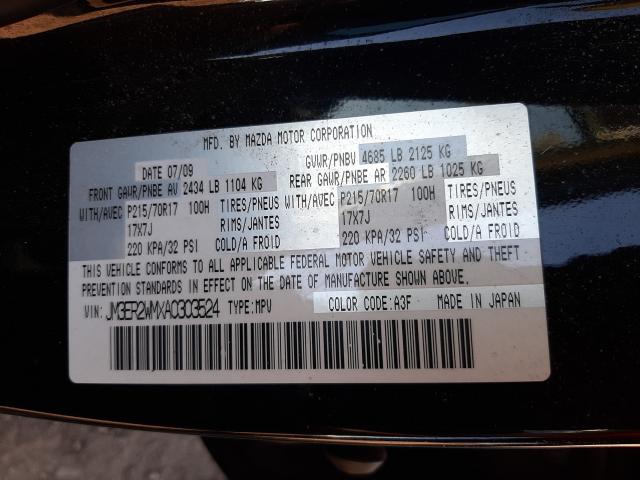 MFD. BY MAZDA MOTOR CORPORATION
DATE 07/09 GVWR/PNBV 4685 LB 2125 KG
FRONT GAWR/PNBE AV 2434 LB 1104 KG REAR GAWR/PNBE AR 2260 LB 1025 KG
WITH/AVEC P215/70R17 100H TIRES/PNEUS WITH/AVEC P215/70R17 100H TIRES/PNEUS
17X7J RIMS/JANTES 17X7J RIMS/JANTES
220 KPA/32 PSI COLD/A FROID 220 KPA/32 PSI COLD/A FROID
THIS VEHICLE CONFORMS TO ALL APPLICABLE FEDERAL MOTOR VEHICLE SAFETY AND THEFT
PREVENTION STANDARDS IN EFFECT ON THE DATE OF MANUFACTURE SHOWN ABOVE.
VIN: JM3ER2WMXA0303524 TYPE:MPV COLOR CODE:A3F MADE IN JAPAN